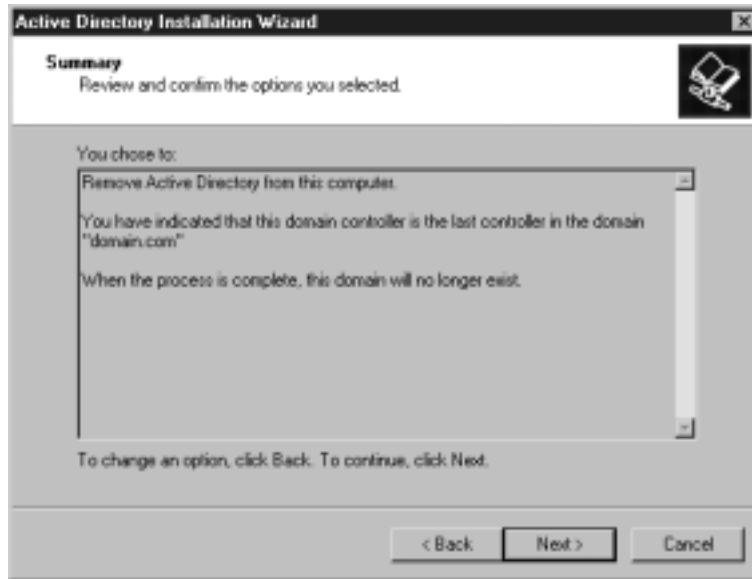 Active Directory Installation Wizard
Summary
Review and confirm the options you selected.
You chose to:
Remove Active Directory from this computer.
You have indicated that this domain controller is the last controller in the domain
"domain.com"
When the process is complete, this domain will no longer exist.
To change an option, click Back. To continue, click Next.
< Back Next > Cancel